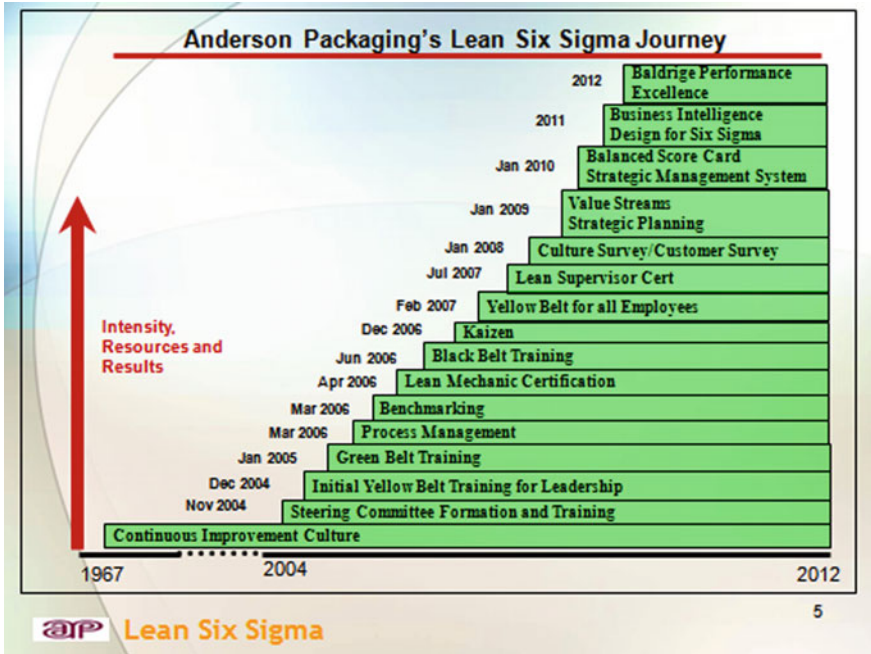 Anderson Packaging's Lean Six Sigma Journey
2012
Baldrige Performance
Excellence
2011
Business Intelligence
Design for Six Sigma
Jan 2010
Balanced Score Card
Strategic Management System
Jan 2009
Value Streams
Strategic Planning
Jan 2008
Culture Survey/Customer Survey
Jul 2007
Lean Supervisor Cert
Feb 2007
Yellow Belt for all Employees
Dec 2006
Kaizen
Jun 2006
Black Belt Training
Apr 2006
Lean Mechanic Certification
Mar 2006
Benchmarking
Mar 2006
Process Management
Jan 2005
Green Belt Training
Dec 2004
Initial Yellow Belt Training for Leadership
Nov 2004
Steering Committee Formation and Training
Continuous Improvement Culture
Intensity,
Resources and
Results
1967
2004
2012
5
Lean Six Sigma